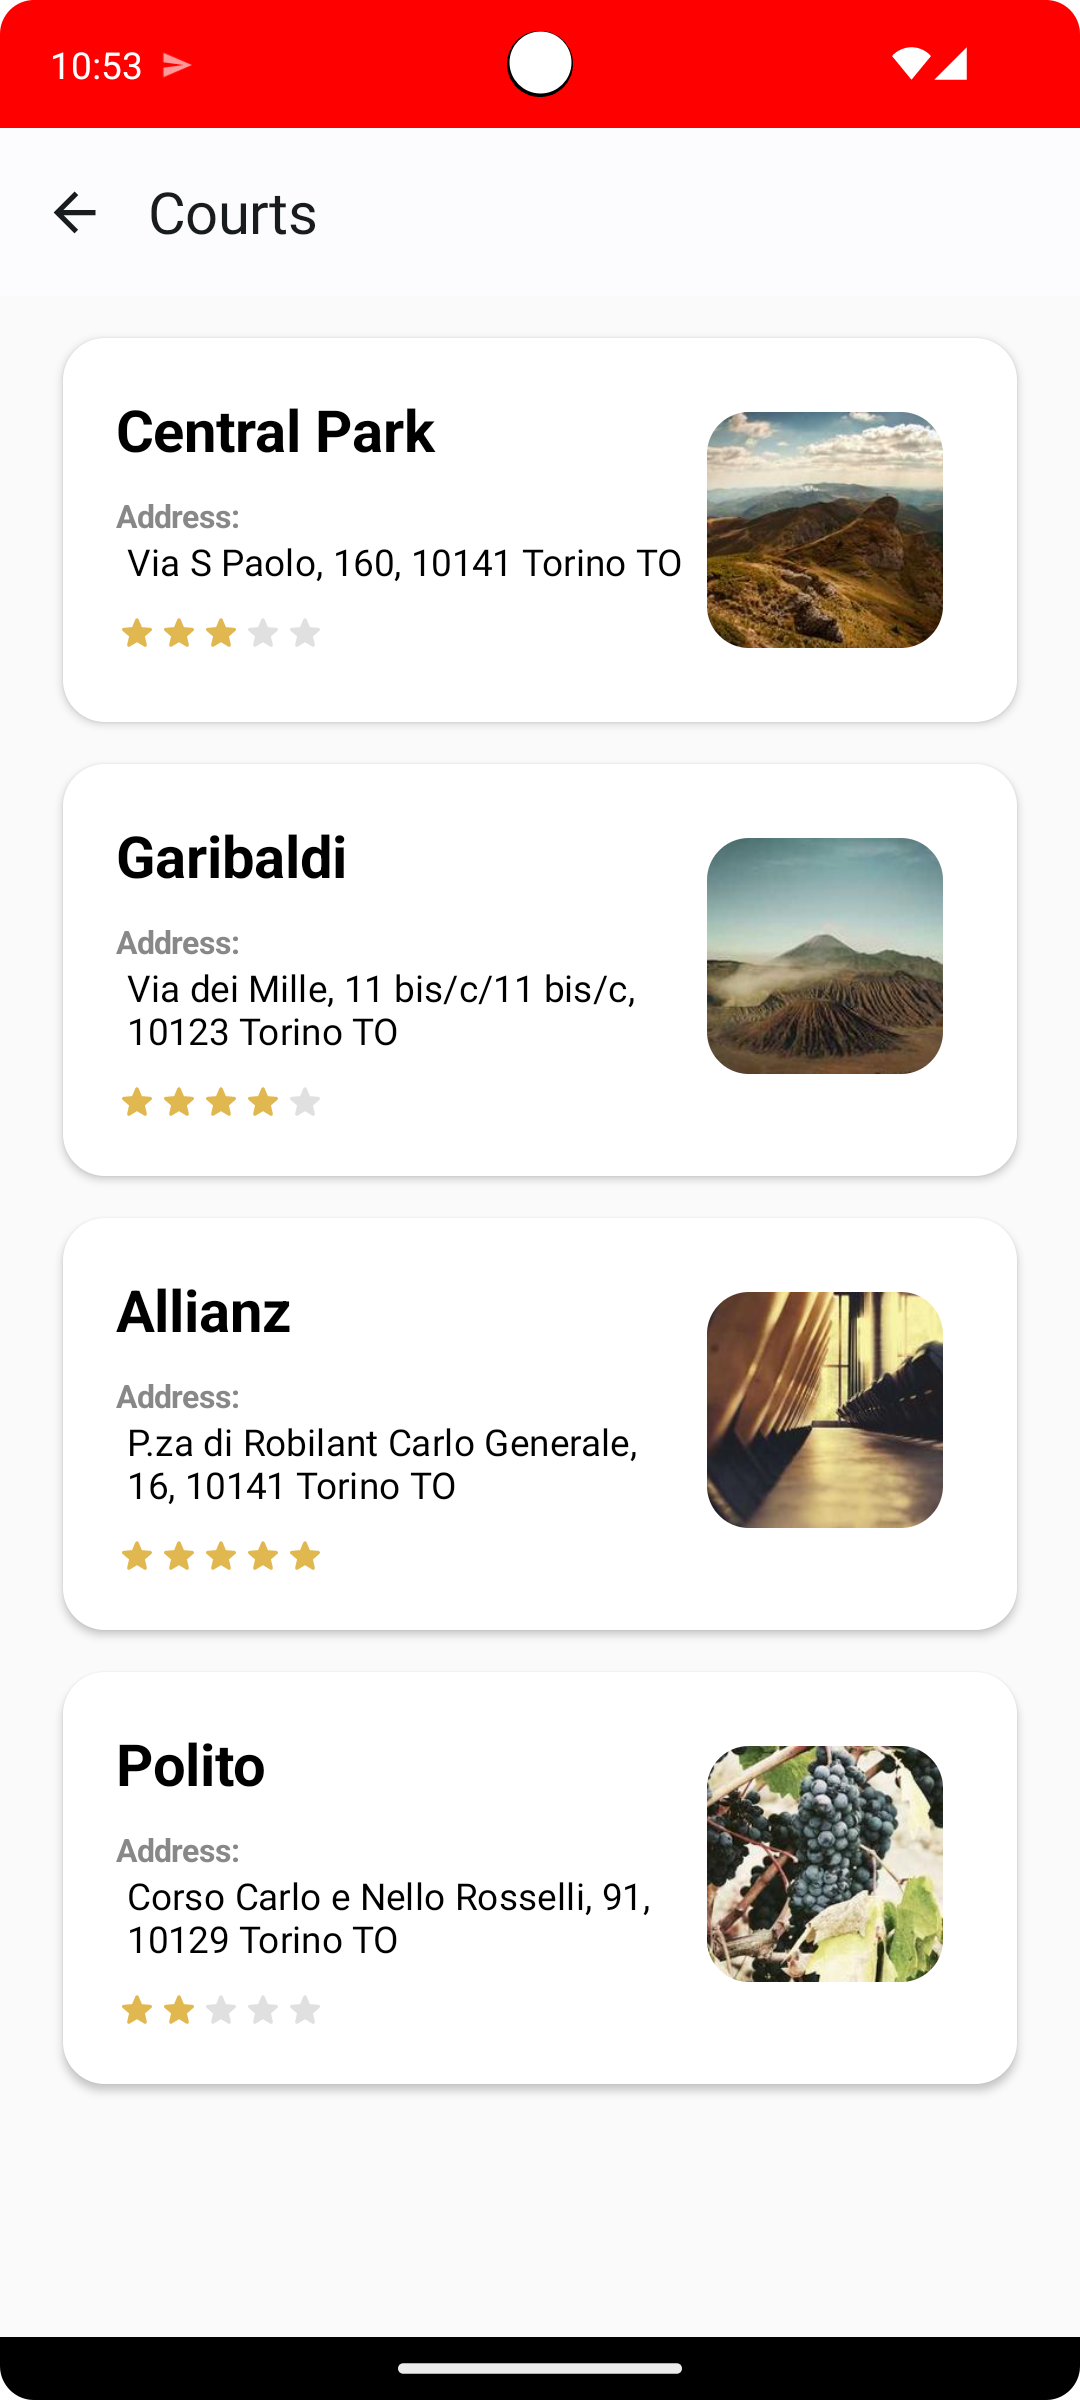 10:53
Courts
Central Park
Address:
Via S Paolo, 160, 10141 Torino TO
Garibaldi
Address:
Via dei Mille, 11 bis/c/11 bis/c,
10123 Torino TO
Allianz
Address:
P.za di Robilant Carlo Generale,
16, 10141 Torino TO
Polito
Address:
Corso Carlo e Nello Rosselli, 91,
10129 Torino TO